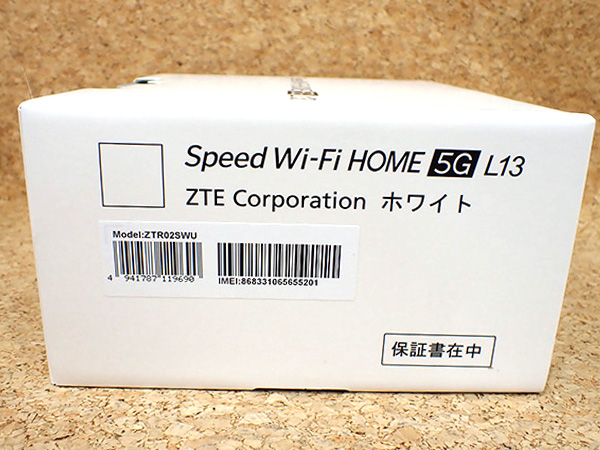 Speed Wi-Fi HOME 5G L13
ZTE Corporation ホワイト
Model:ZTR02SWU
4 941787 119690
IMEI:868331065655201
保証書在中